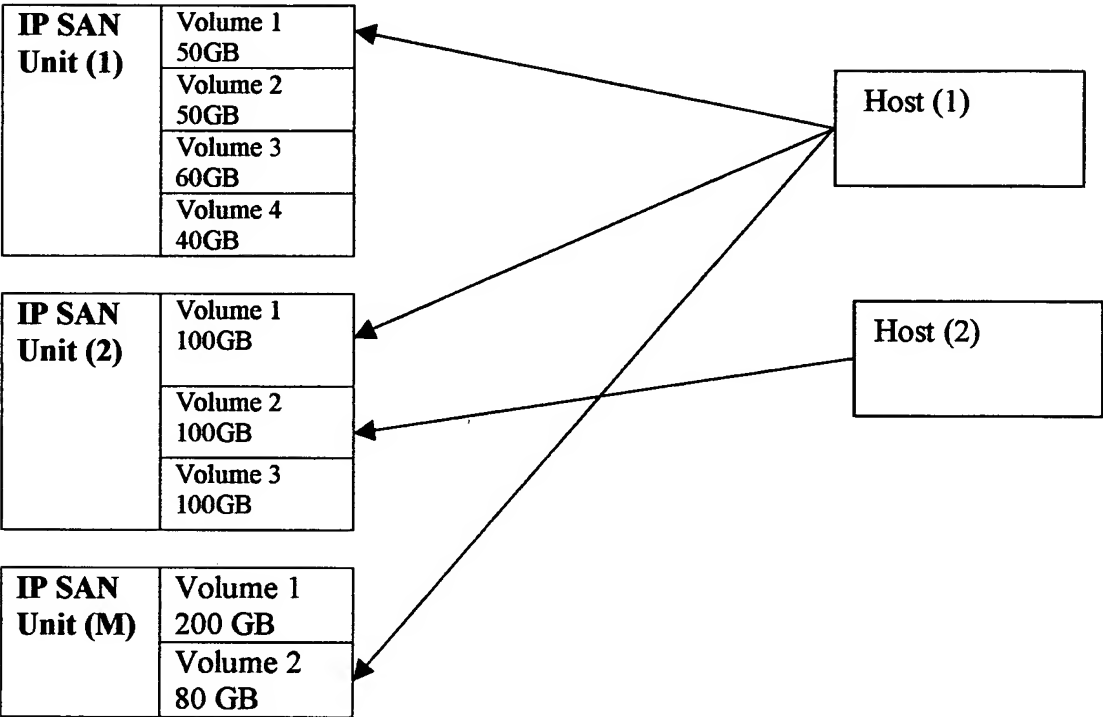 IP SAN
Unit (1)
Volume 1
50GB
Volume 2
50GB
Volume 3
60GB
Volume 4
40GB
Host (1)
IP SAN
Unit (2)
Volume 1
100GB
Volume 2
100GB
Volume 3
100GB
Host (2)
IP SAN
Unit (M)
Volume 1
200 GB
Volume 2
80 GB